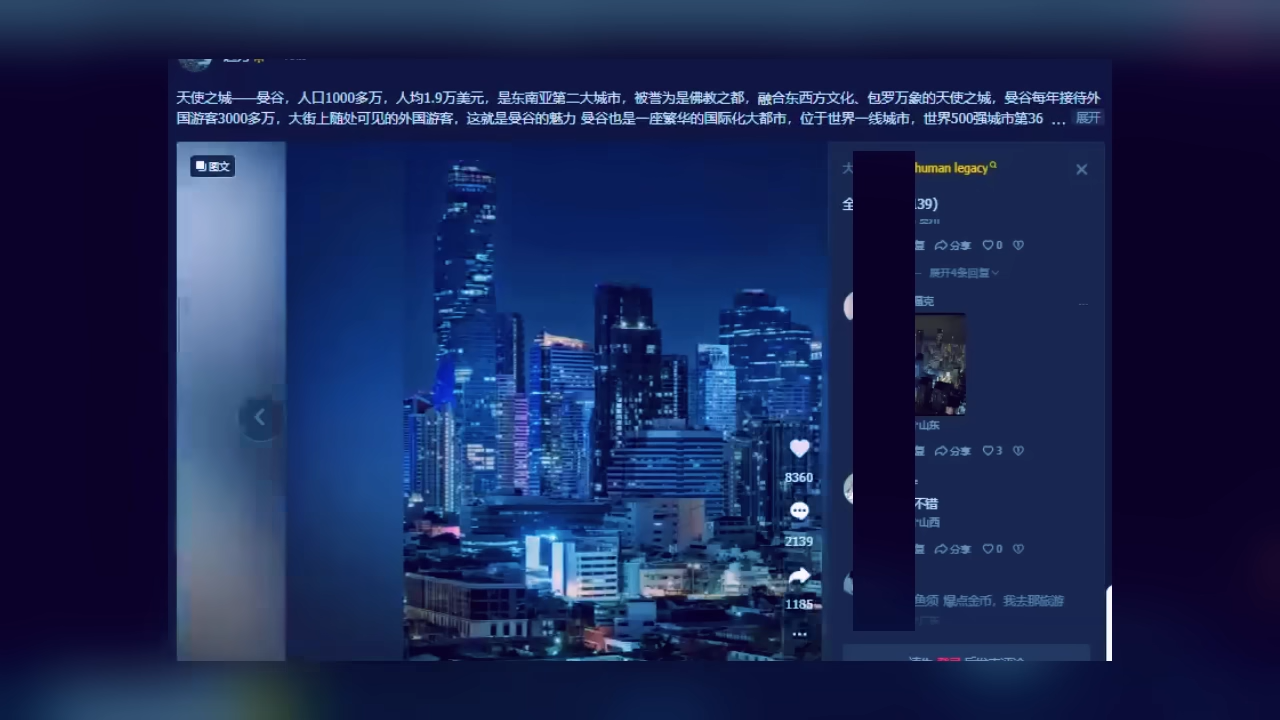 天使之城——曼谷，人口1000多万，人均1.9万美元，是东南亚第二大城市，被誉为是佛教之都，融合东西方文化、包罗万象的天使之城，曼谷每年接待外
国游客3000多万，大街上随处可见的外国游客，这就是曼谷的魅力 曼谷也是一座繁华的国际化大都市，位于世界一线城市，世界500强城市第36 ... 展开
图文
大
human legacy
全
139)
分享 0
展开4条回复
温克
山东
分享 3
不错
山西
分享 0
鱼须 爆点金币，我去那旅游
8360
2139
1185